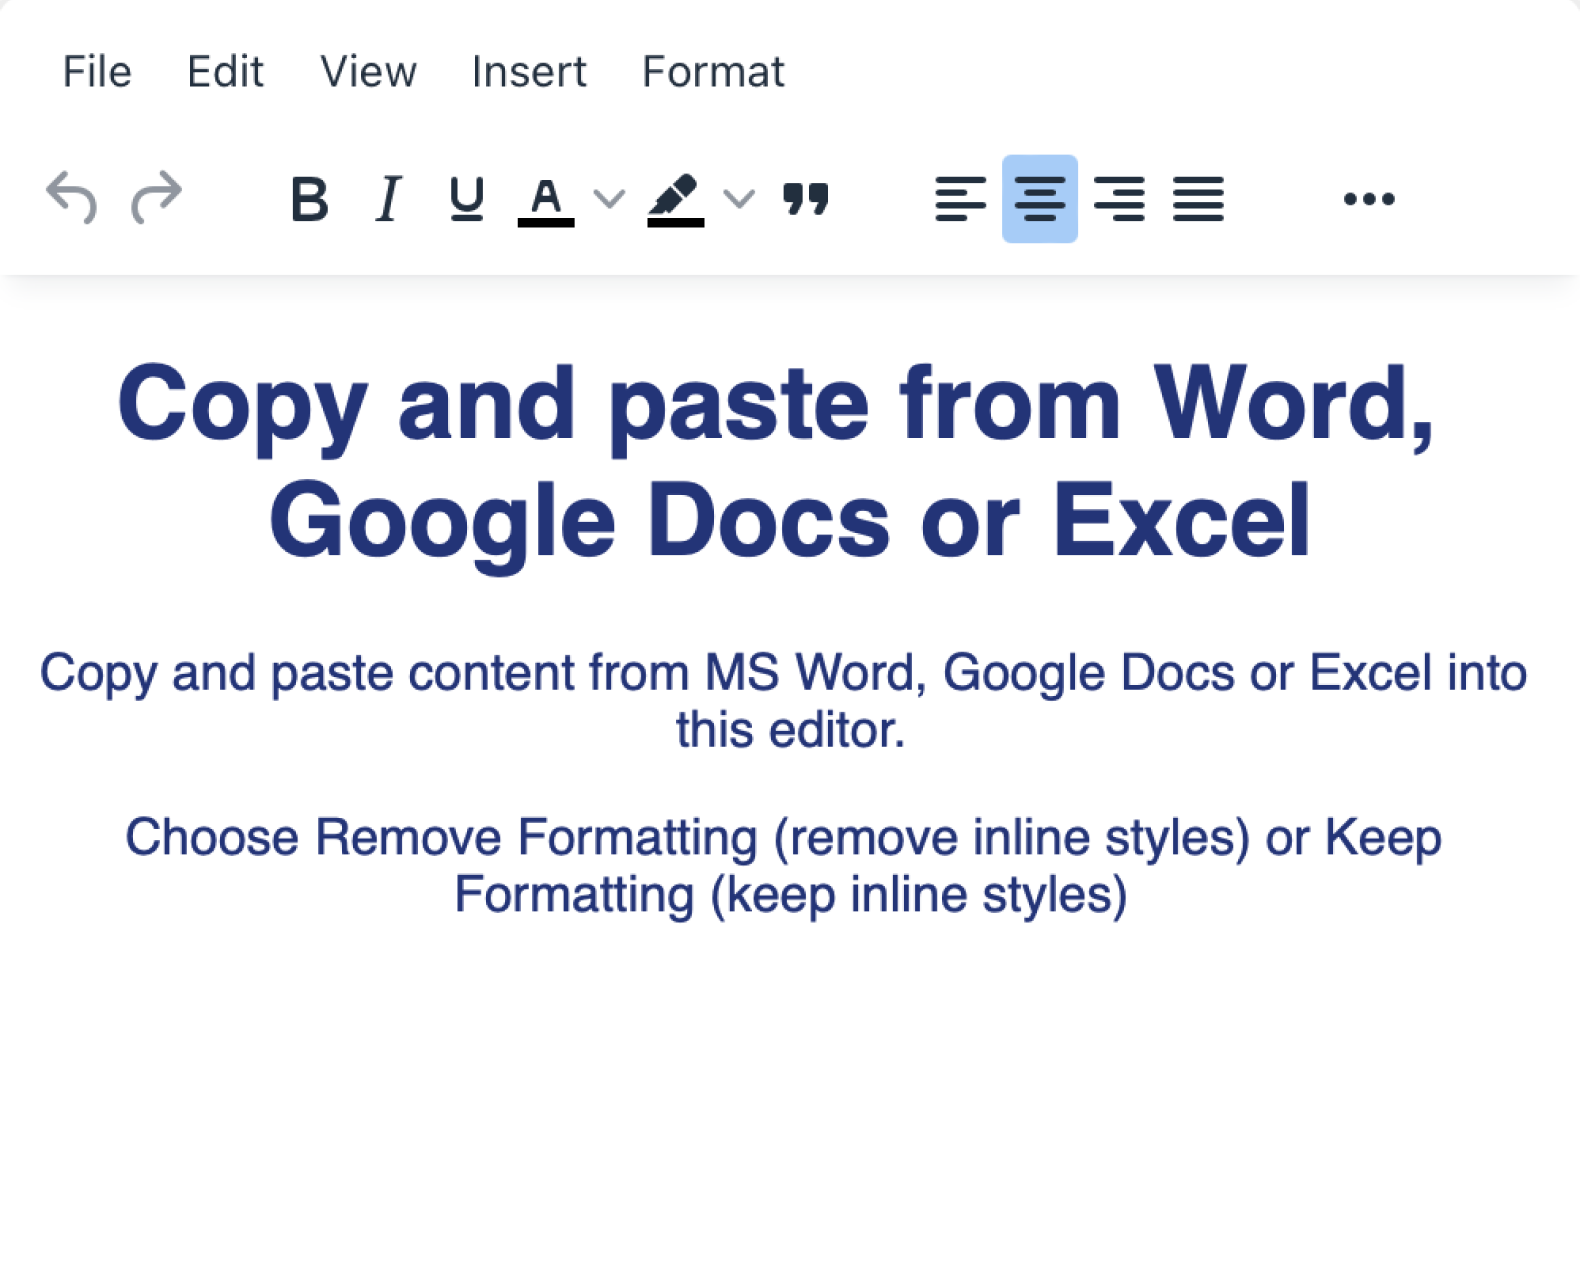 File Edit View Insert Format
B I U A
Copy and paste from Word,
Google Docs or Excel
Copy and paste content from MS Word, Google Docs or Excel into
this editor.
Choose Remove Formatting (remove inline styles) or Keep
Formatting (keep inline styles)